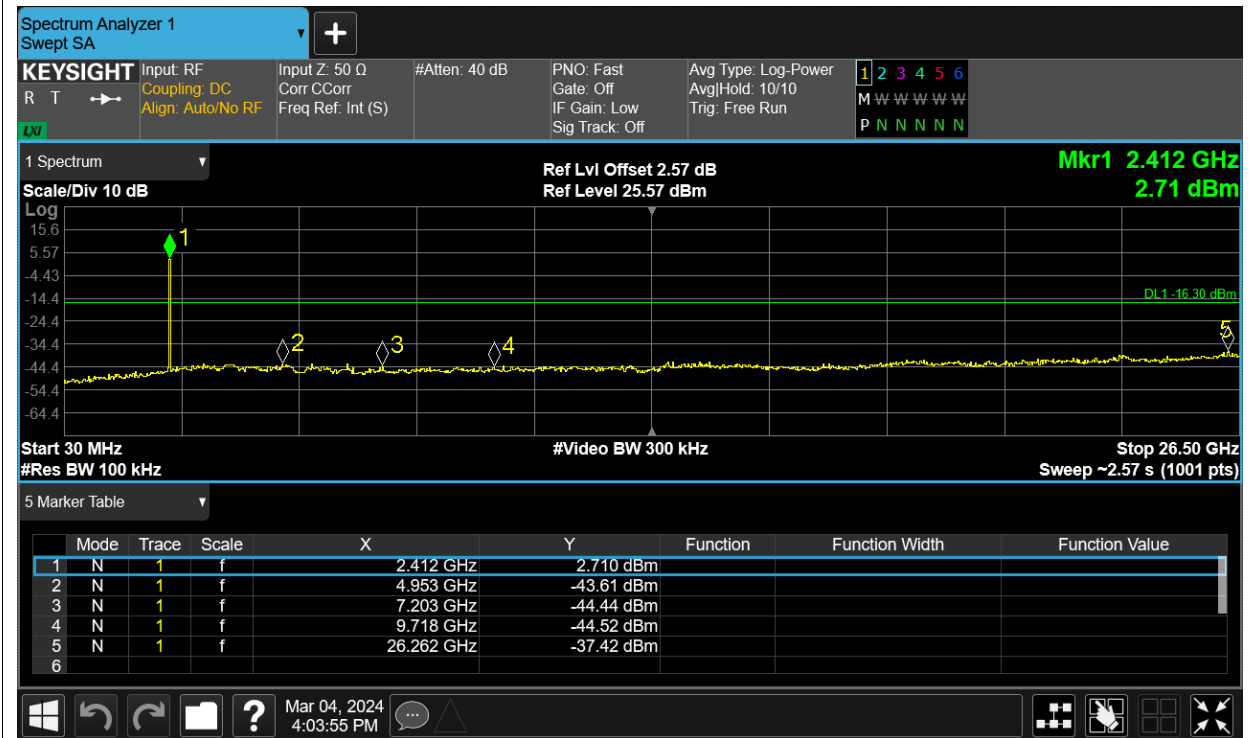 Spectrum Analyzer 1
Swept SA
KEYSIGHT
R T
LXI
Input: RF
Coupling: DC
Align: Auto/No RF
Input Z: 50 Ω
Corr CCorr
Freq Ref: Int (S)
#Atten: 40 dB
PNO: Fast
Gate: Off
IF Gain: Low
Sig Track: Off
Avg Type: Log-Power
Avg|Hold: 10/10
Trig: Free Run
1 2 3 4 5 6
M W W W W W
P N N N N N
1 Spectrum
Scale/Div 10 dB
Ref Lvl Offset 2.57 dB
Ref Level 25.57 dBm
Mkr1 2.412 GHz
2.71 dBm
Log
15.6
5.57
-4.43
-14.4
-24.4
-34.4
-44.4
-54.4
-64.4
1
DL1 -16.30 dBm
2
3
4
5
Start 30 MHz
#Res BW 100 kHz
#Video BW 300 kHz
Stop 26.50 GHz
Sweep ~2.57 s (1001 pts)
5 Marker Table
Mode Trace Scale X Y Function Function Width Function Value
1 N 1 f 2.412 GHz 2.710 dBm
2 N 1 f 4.953 GHz -43.61 dBm
3 N 1 f 7.203 GHz -44.44 dBm
4 N 1 f 9.718 GHz -44.52 dBm
5 N 1 f 26.262 GHz -37.42 dBm
6
?
Mar 04, 2024
4:03:55 PM